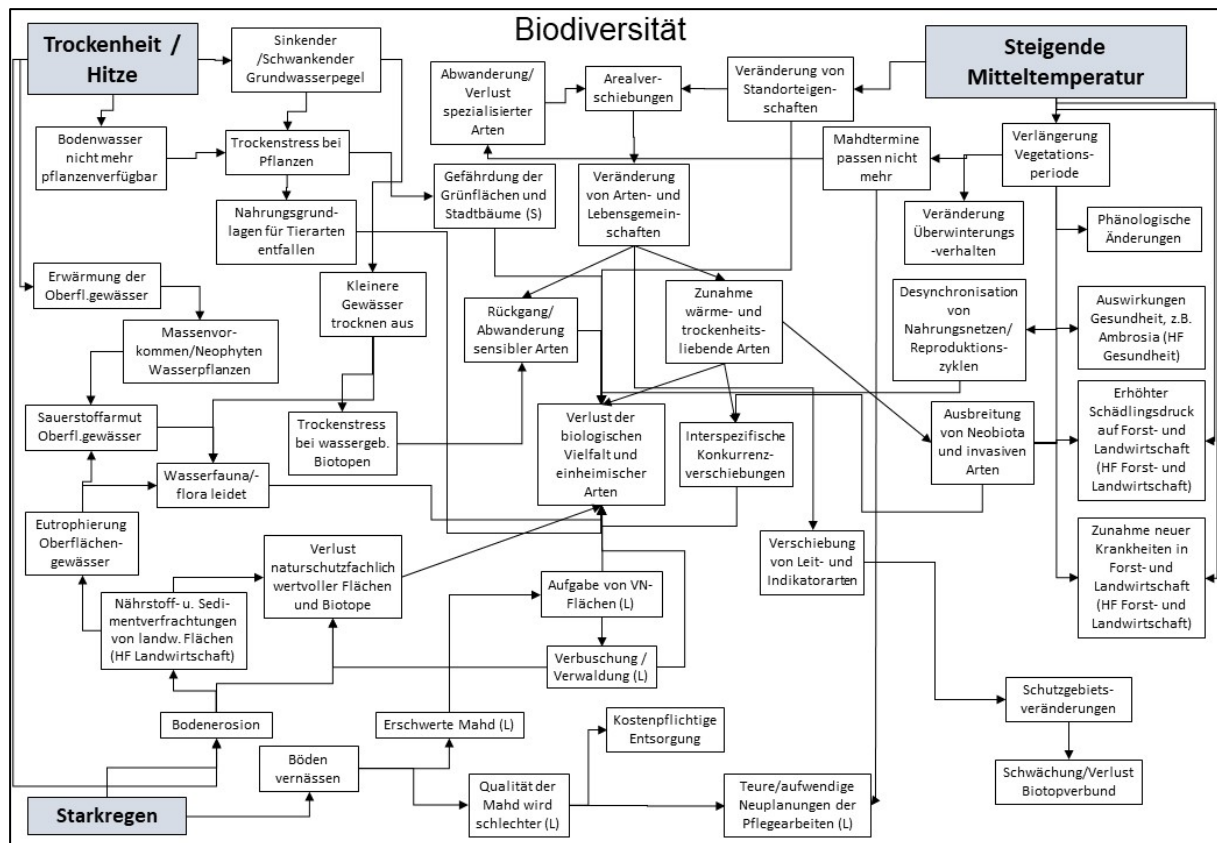 Biodiversität
Trockenheit /
Hitze
Sinkender
/Schwankender
Grundwasserpegel
Abwanderung/
Verlust
spezialisierter
Arten
Arealver-
schiebungen
Veränderung von
Standorteigen-
schaften
Steigende
Mitteltemperatur
Bodenwasser
nicht mehr
pflanzenverfügbar
Trockenstress bei
Pflanzen
Gefährdung der
Grünflächen und
Stadtbäume (S)
Veränderung
von Arten- und
Lebensgemein-
schaften
Mahdtermine
passen nicht
mehr
Verlängerung
Vegetations-
periode
Nahrungsgrund-
lagen für Tierarten
entfallen
Veränderung
Überwinterungs
-verhalten
Phänologische
Änderungen
Erwärmung der
Oberfl.gewässer
Kleinere
Gewässer
trocknen aus
Rückgang/
Abwanderung
sensibler Arten
Zunahme
wärme- und
trockenheits-
liebende Arten
Desynchronisation
von
Nahrungsnetzen/
Reproduktions-
zyklen
Auswirkungen
Gesundheit, z.B.
Ambrosia (HF
Gesundheit)
Massenvor-
kommen/Neophyten
Wasserpflanzen
Sauerstoffarmut
Oberfl.gewässer
Trockenstress
bei wassergeb.
Biotopen
Verlust der
biologischen
Vielfalt und
einheimischer
Arten
Interspezifische
Konkurrenz-
verschiebungen
Ausbreitung
von Neobiota
und invasiven
Arten
Erhöhter
Schädlingsdruck
auf Forst- und
Landwirtschaft
(HF Forst- und
Landwirtschaft)
Wasserfauna/-
flora leidet
Eutrophierung
Oberflächen-
gewässer
Verlust
naturschutzfachlich
wertvoller Flächen
und Biotope
Aufgabe von VN-
Flächen (L)
Verschiebung
von Leit- und
Indikatorarten
Zunahme neuer
Krankheiten in
Forst- und
Landwirtschaft
(HF Forst- und
Landwirtschaft)
Nährstoff- u. Sedi-
mentverfrachtungen
von landw. Flächen
(HF Landwirtschaft)
Verbuschung /
Verwaldung (L)
Schutzgebiets-
veränderungen
Bodenerosion
Erschwerte Mahd (L)
Kostenpflichtige
Entsorgung
Böden
vernässen
Schwächung/Verlust
Biotopverbund
Starkregen
Qualität der
Mahd wird
schlechter (L)
Teure/aufwendige
Neuplanungen der
Pflegearbeiten (L)